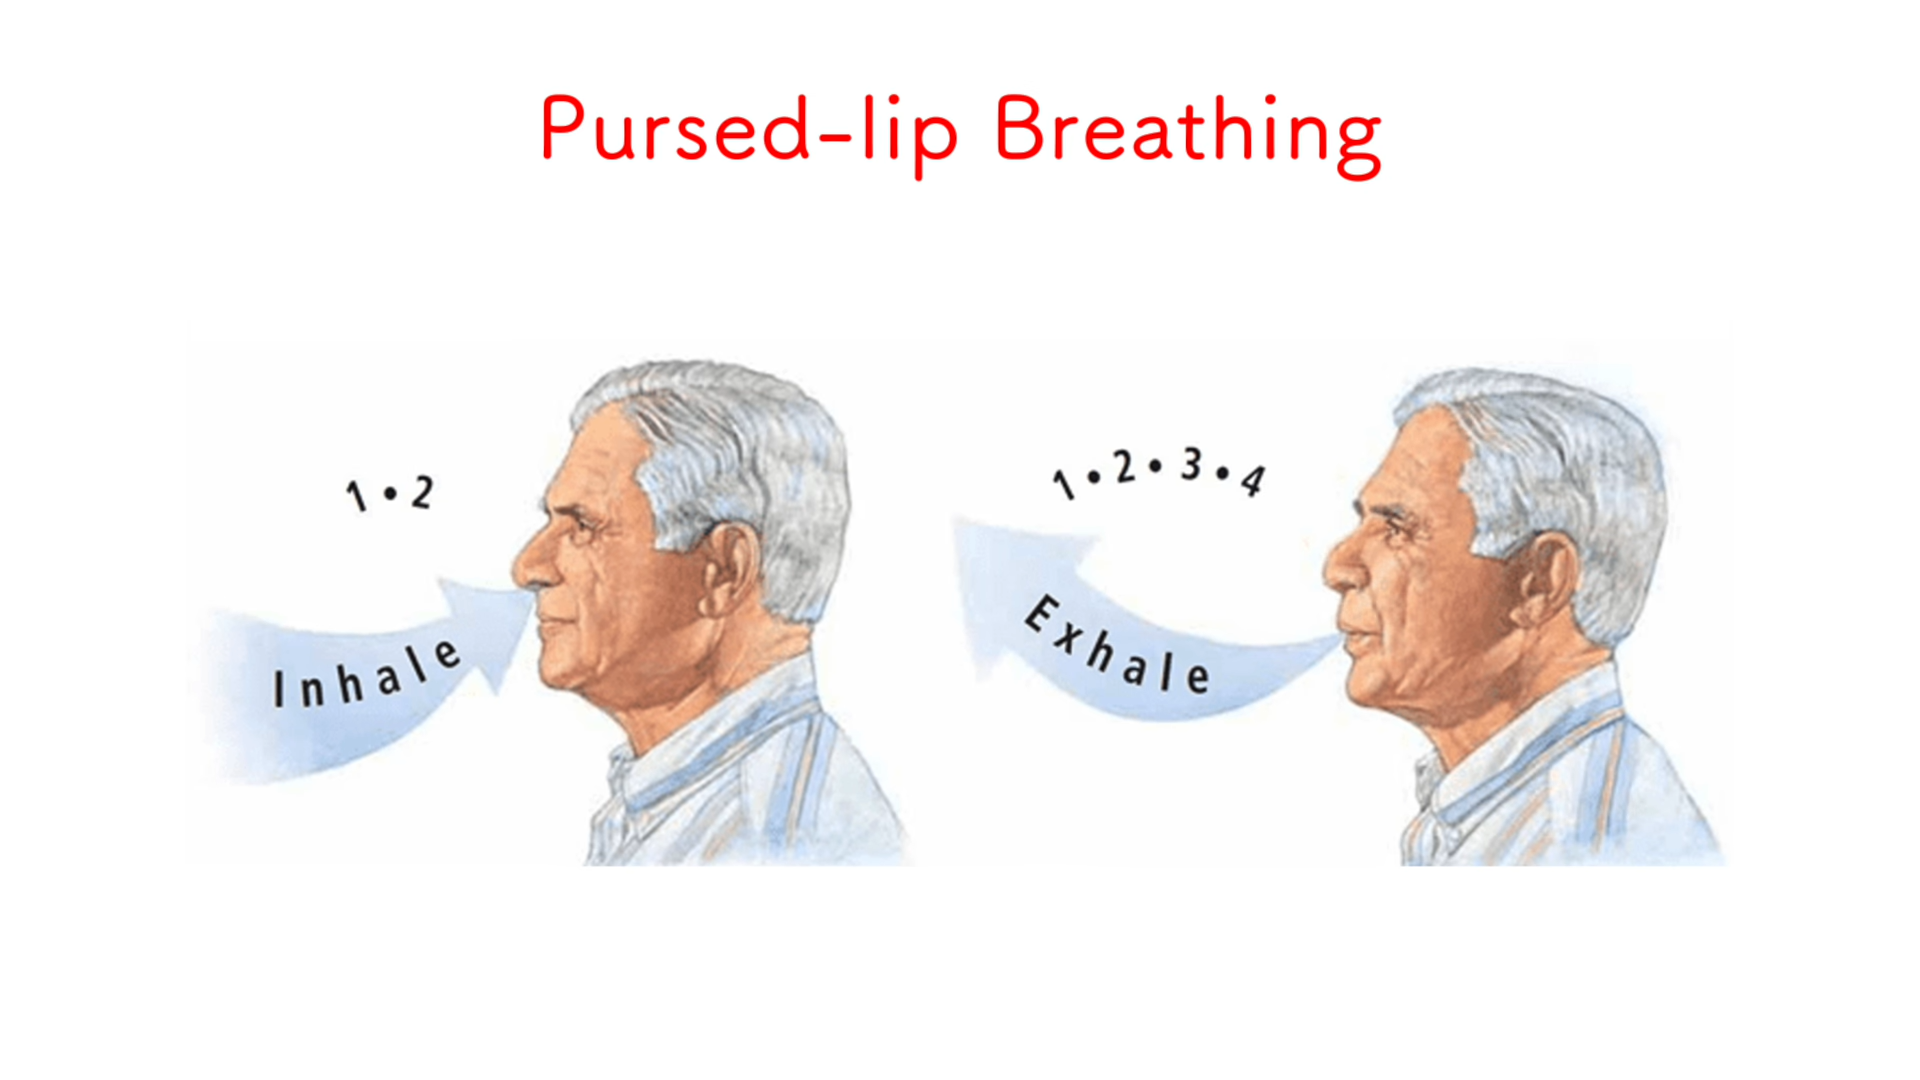 Pursed-lip Breathing
1 • 2
Inhale
1 • 2 • 3 • 4
Exhale